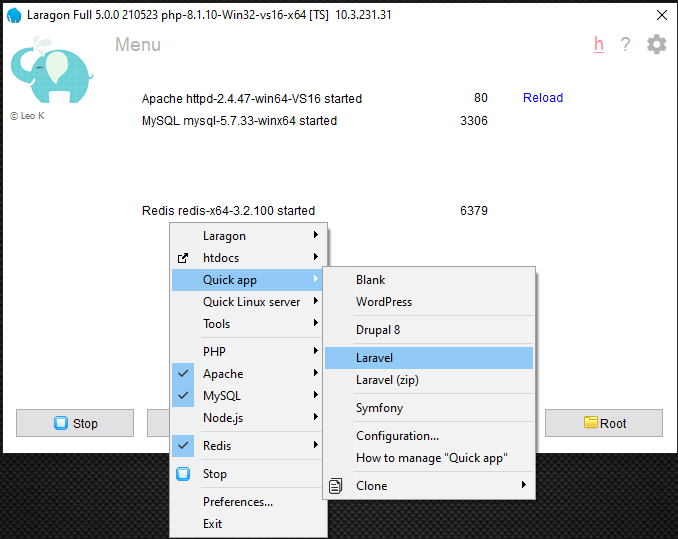 Laragon Full 5.0.0 210523 php-8.1.10-Win32-vs16-x64 [TS] 10.3.231.31
Menu
h ?
© Leo K
Apache httpd-2.4.47-win64-VS16 started 80 Reload
MySQL mysql-5.7.33-winx64 started 3306
Redis redis-x64-3.2.100 started 6379
Laragon
htdocs
Quick app
Quick Linux server
Tools
PHP
Apache
MySQL
Node.js
Redis
Stop
Preferences...
Exit
Blank
WordPress
Drupal 8
Laravel
Laravel (zip)
Symfony
Configuration...
How to manage "Quick app"
Clone
Stop
Root